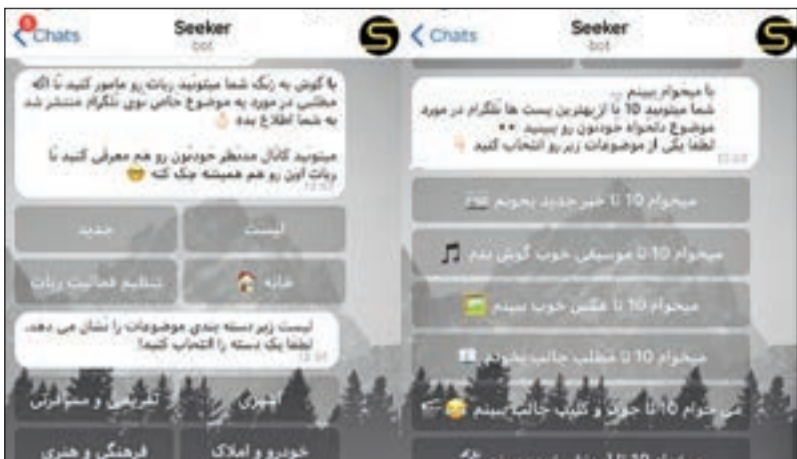 Chats
Seeker
bot
با گوش به زنگ شما میتونید ربات رو مامور کنید تا اگه
مطلبی در مورد یه موضوع خاص توی تلگرام منتشر شد
به شما اطلاع بده 👇
میتونید کانال مدنظر خودتون رو هم معرفی کنید تا
ربات اون رو هم همیشه چک کنه 🤓
لیست
جدید
خانه 🏠
تنظیم فعالیت ربات
لیست زیر دسته بندی موضوعات را نشان می دهد.
لطفا یک دسته را انتخاب کنید!
آشپزی
تفریحی و مسافرتی
خودرو و املاک
فرهنگی و هنری
Chats
Seeker
bot
با میخوام ببینم
شما میتونید 10 تا از بهترین پست ها تلگرام در مورد
موضوع دلخواه خودتون رو ببینید 👀
لطفا یکی از موضوعات زیر رو انتخاب کنید 👇
میخوام 10 تا خبر جدید بخونم
میخوام 10 تا موسیقی خوب گوش بدم 🎵
میخوام 10 تا عکس خوب ببینم 🖼
میخوام 10 تا مطلب جالب بخونم 📖
می خوام 10 تا جوک و کلیپ جالب ببینم
میخوام 10 تا